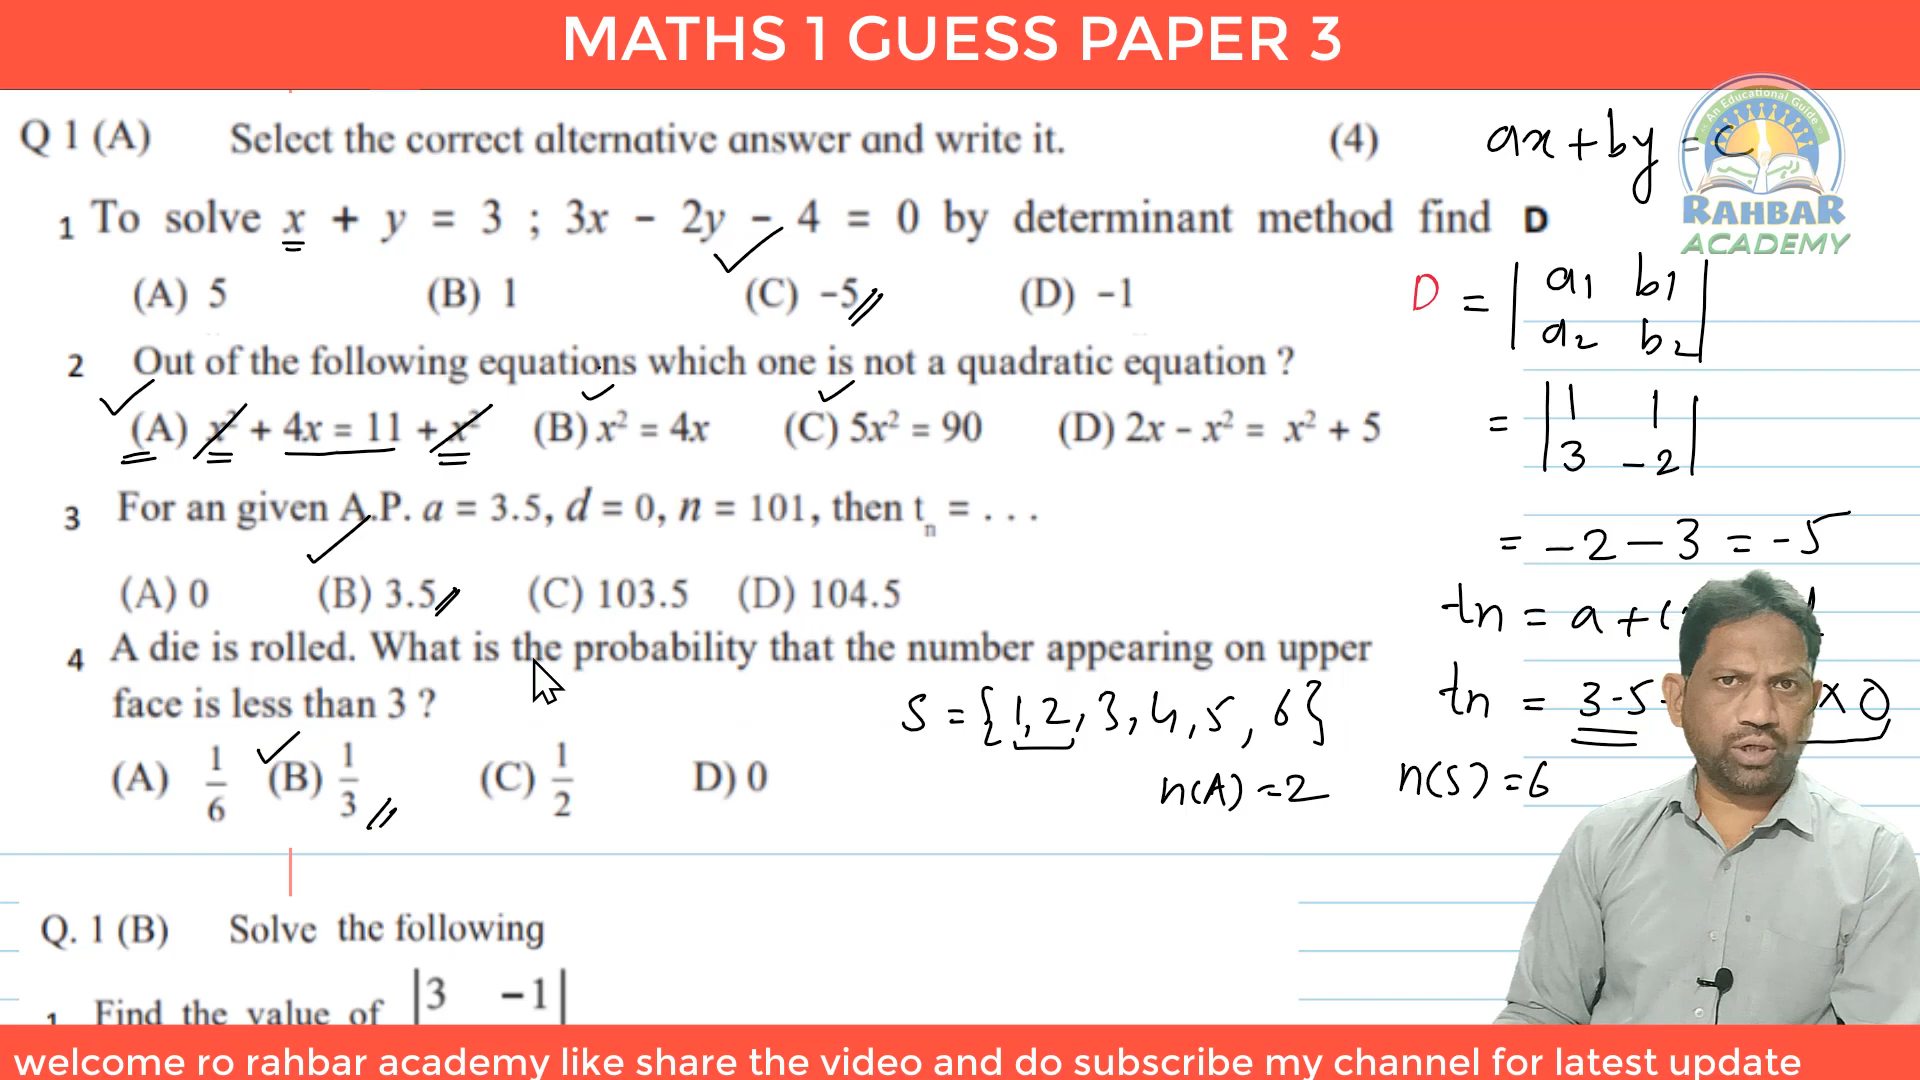 MATHS 1 GUESS PAPER 3
Q 1 (A) Select the correct alternative answer and write it. (4)
ax + by = c
An Educational Guide
RAHBAR
ACADEMY
1 To solve x + y = 3 ; 3x - 2y - 4 = 0 by determinant method find D
(A) 5 (B) 1 (C) -5 (D) -1
D = | a1 b1 |
| a2 b2 |
2 Out of the following equations which one is not a quadratic equation ?
(A) x² + 4x = 11 + x² (B) x² = 4x (C) 5x² = 90 (D) 2x - x² = x² + 5
= | 1 1 |
| 3 -2 |
3 For an given A.P. a = 3.5, d = 0, n = 101, then tn = . . .
= -2 - 3 = -5
(A) 0 (B) 3.5 (C) 103.5 (D) 104.5
tn = a + (
4 A die is rolled. What is the probability that the number appearing on upper
face is less than 3 ?
S = {1,2,3,4,5,6}
tn = 3.5 × 0
(A) 1/6 (B) 1/3 (C) 1/2 D) 0
n(A) = 2 n(S) = 6
Q. 1 (B) Solve the following
1 Find the value of | 3 -1 |
welcome ro rahbar academy like share the video and do subscribe my channel for latest update